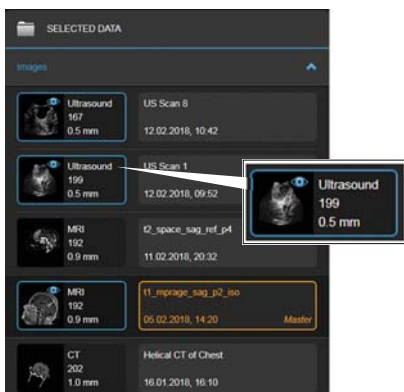 SELECTED DATA
Images
Ultrasound
167
0.5 mm
US Scan 8
12.02.2018, 10:42
Ultrasound
199
0.5 mm
US Scan 1
12.02.2018, 09:52
Ultrasound
199
0.5 mm
MRI
192
0.9 mm
t2_space_sag_ref_p4
11.02.2018, 20:32
MRI
192
0.9 mm
t1_mprage_sag_p2_iso
05.02.2018, 14:20 Master
CT
202
1.0 mm
Helical CT of Chest
16.01.2018, 16:10